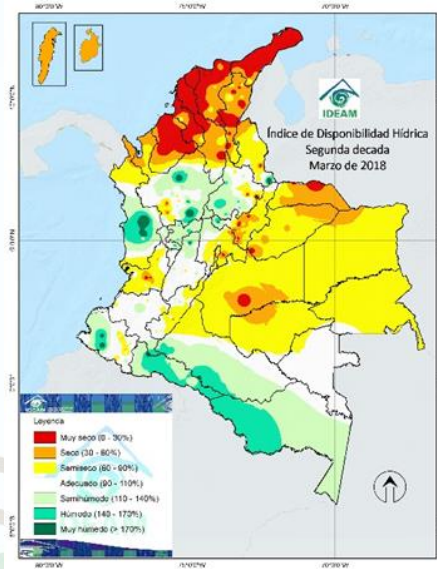 IDEAM
Índice de Disponibilidad Hídrica
Segunda decada
Marzo de 2018
Leyenda
Muy seco (0 - 30%)
Seco (30 - 60%)
Semiseco (60 - 90%)
Adecuado (90 - 110%)
Semihúmedo (110 - 140%)
Húmedo (140 - 170%)
Muy húmedo (> 170%)